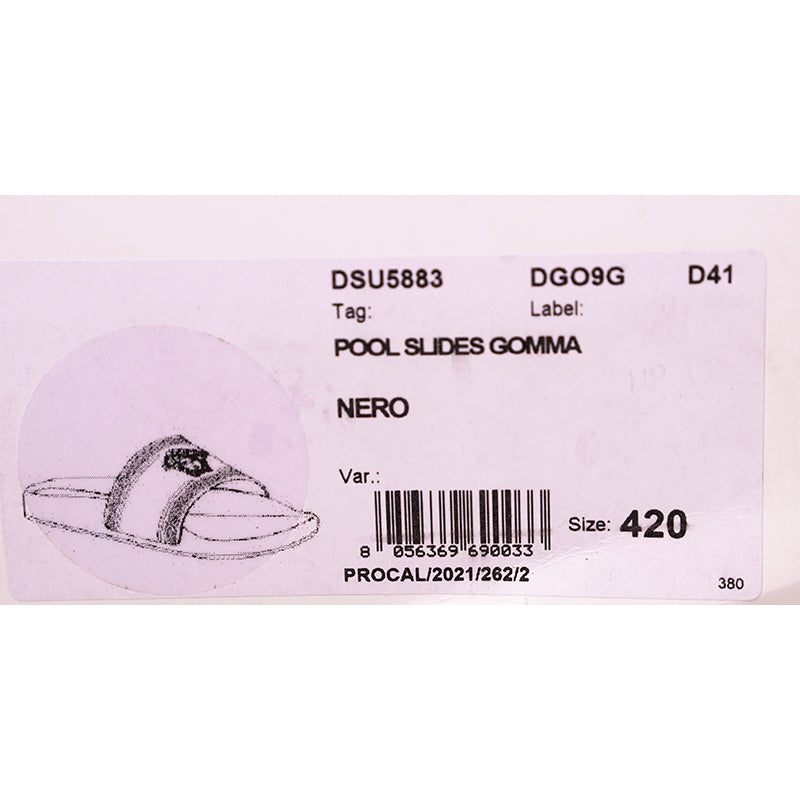 DSU5883 DGO9G D41
Tag: Label:
POOL SLIDES GOMMA
NERO
Var.:
Size: 420
8 056369 690033
PROCAL/2021/262/2
380